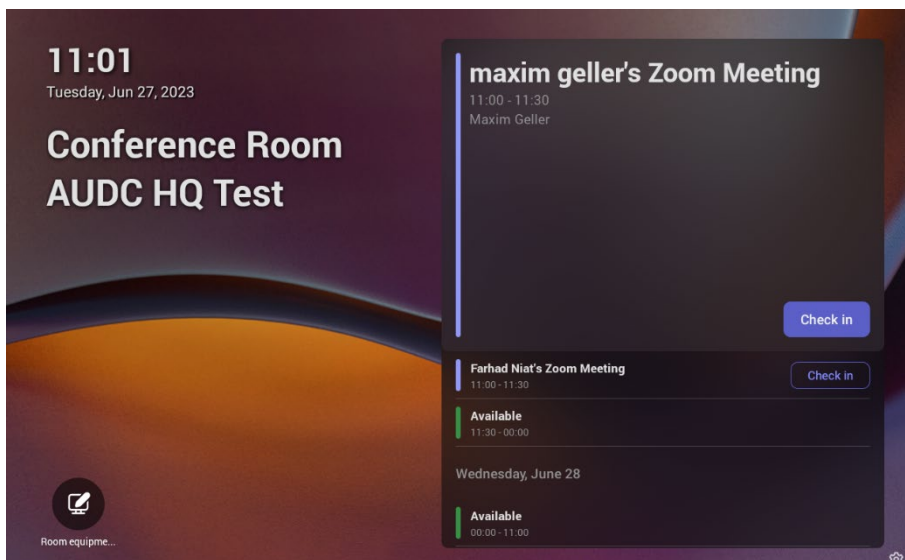 11:01
Tuesday, Jun 27, 2023
Conference Room
AUDC HQ Test
Room equipme...
maxim geller's Zoom Meeting
11:00 - 11:30
Maxim Geller
Check in
Farhad Niat's Zoom Meeting
11:00 - 11:30
Check in
Available
11:30 - 00:00
Wednesday, June 28
Available
00:00 - 11:00